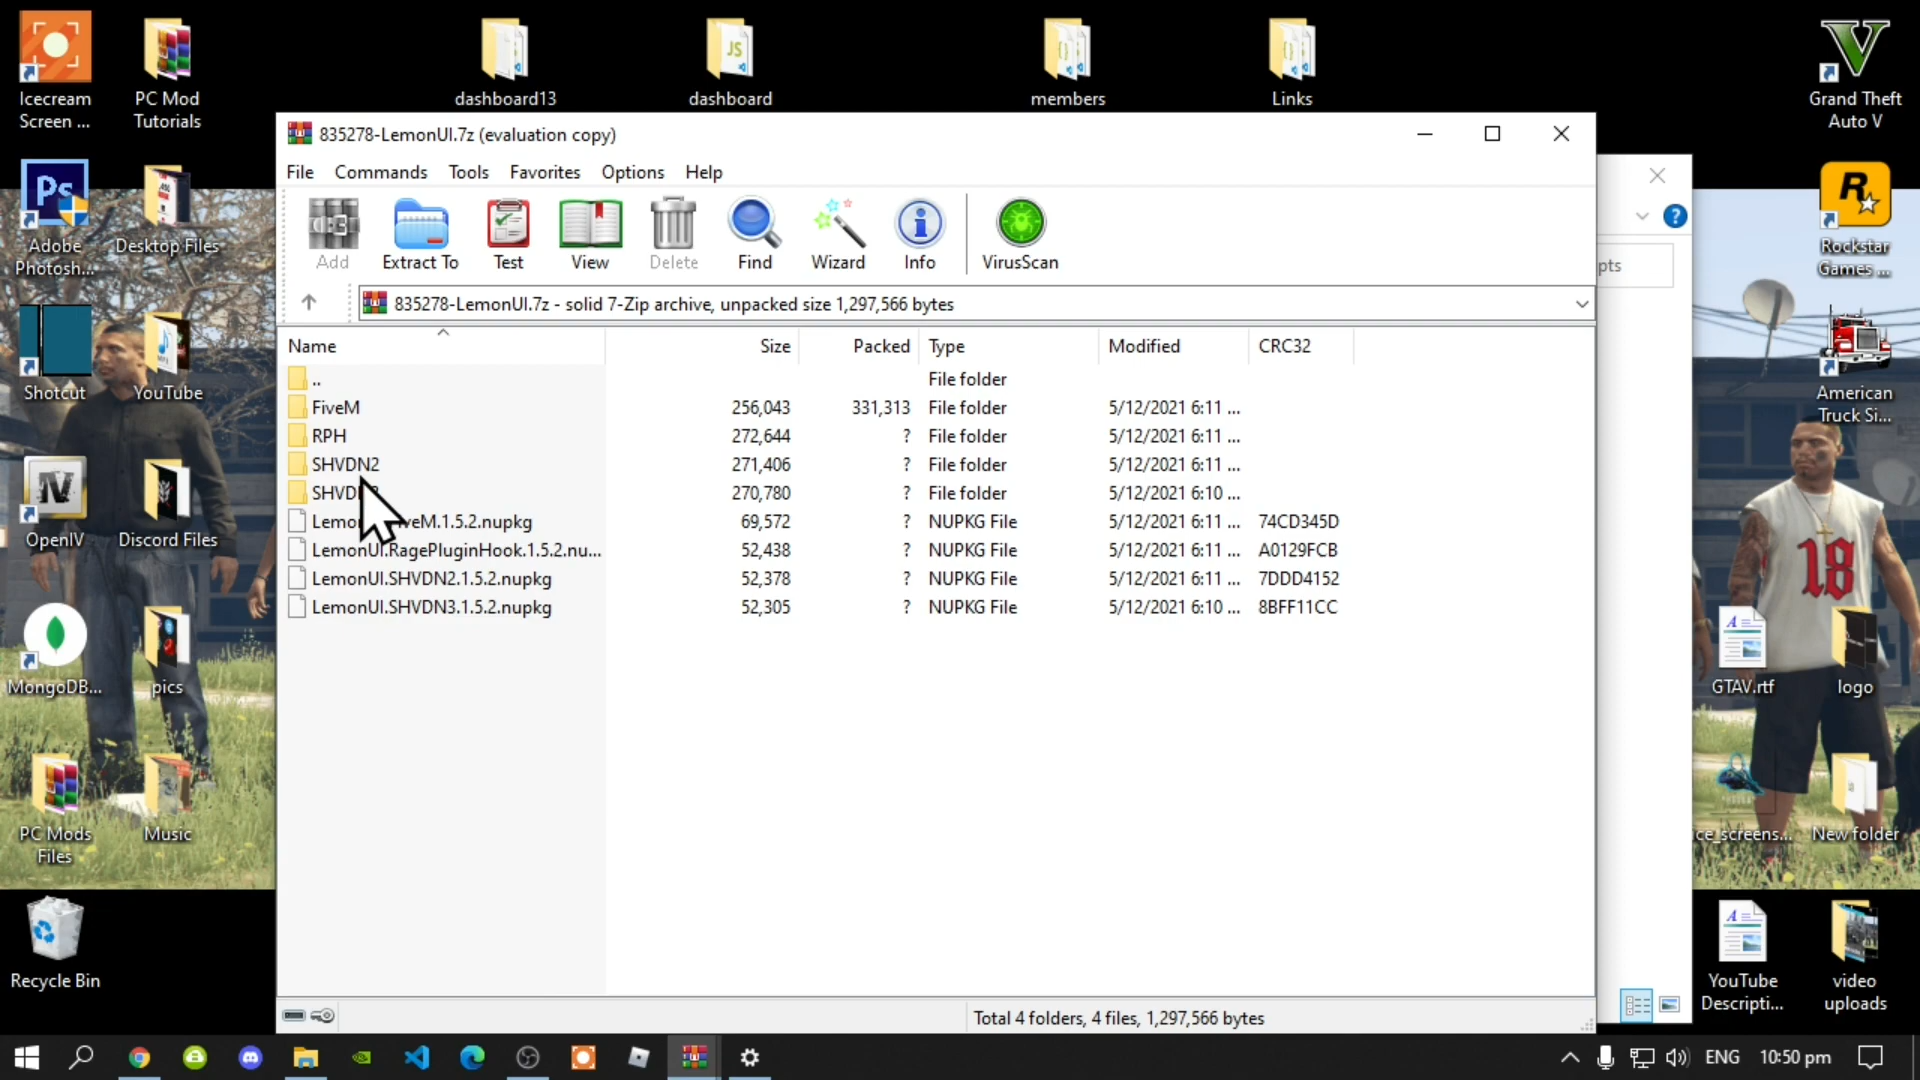 Icecream
Screen ...
PC Mod
Tutorials
dashboard13
JS
dashboard
members
Links
Grand Theft
Auto V
835278-LemonUI.7z (evaluation copy)
File
Commands
Tools
Favorites
Options
Help
Add
Extract To
Test
View
Delete
Find
Wizard
Info
VirusScan
835278-LemonUI.7z - solid 7-Zip archive, unpacked size 1,297,566 bytes
Name Size Packed Type Modified CRC32
.. File folder
FiveM 256,043 331,313 File folder 5/12/2021 6:11 ...
RPH 272,644 ? File folder 5/12/2021 6:11 ...
SHVDN2 271,406 ? File folder 5/12/2021 6:11 ...
270,780 ? File folder 5/12/2021 6:10 ...
69,572 ? NUPKG File 5/12/2021 6:11 ... 74CD345D
LemonUI.RagePluginHook.1.5.2.nu... 52,438 ? NUPKG File 5/12/2021 6:11 ... A0129FCB
LemonUI.SHVDN2.1.5.2.nupkg 52,378 ? NUPKG File 5/12/2021 6:11 ... 7DDD4152
LemonUI.SHVDN3.1.5.2.nupkg 52,305 ? NUPKG File 5/12/2021 6:10 ... 8BFF11CC
Total 4 folders, 4 files, 1,297,566 bytes
pts
?
Ps
Adobe
Photosh...
Desktop Files
Shotcut
YouTube
OpenIV
Discord Files
MongoDB...
pics
PC Mods
Files
Music
Recycle Bin
R
Rockstar
Games ...
American
Truck Si...
18
GTAV.rtf
logo
ce_screens...
New folder
YouTube
Descripti...
video
uploads
ENG
10:50 pm